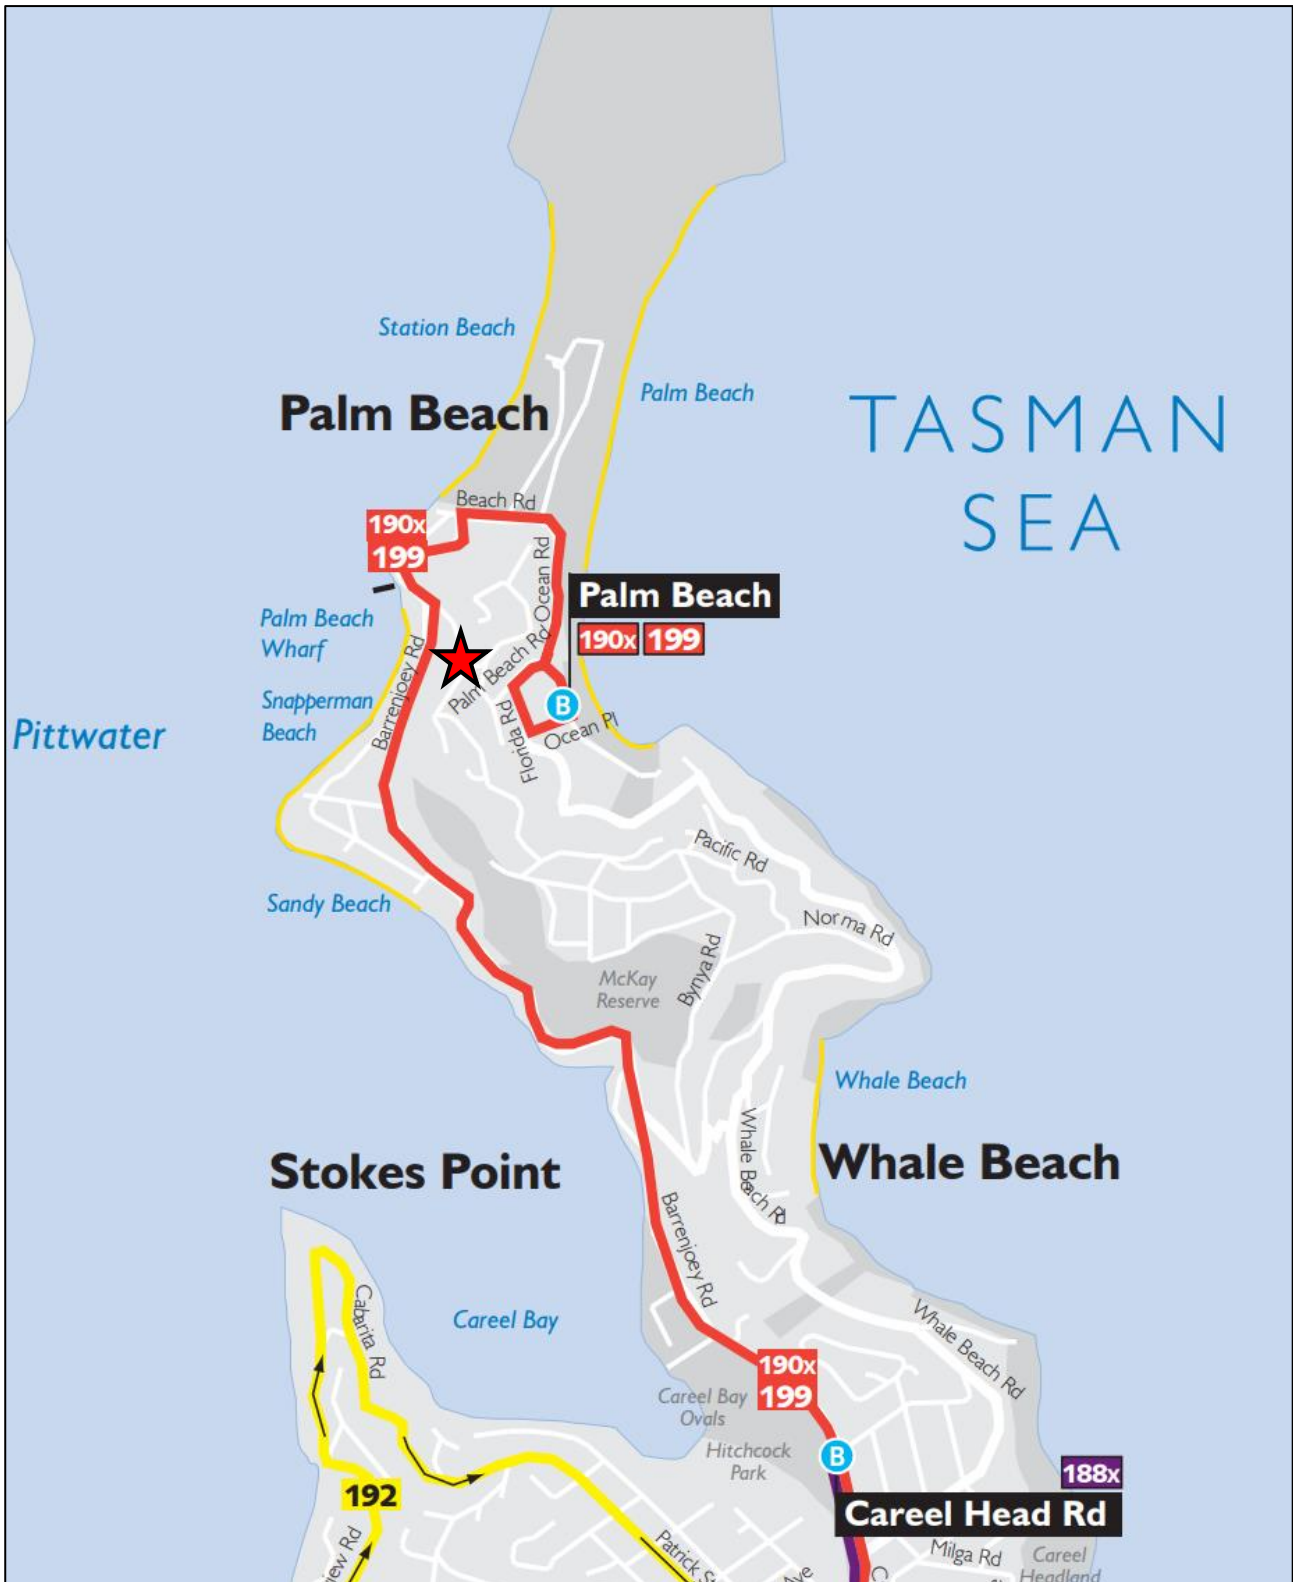 Station Beach
Palm Beach
Palm Beach
TASMAN
SEA
Beach Rd
190x
199
Ocean Rd
Palm Beach
190x 199
Palm Beach
Wharf
Barrenjoey Rd
Palm Beach Rd
Snapperman
Beach
Florida Rd
B
Ocean Pl
Pittwater
Pacific Rd
Sandy Beach
Norma Rd
Bynya Rd
McKay
Reserve
Whale Beach
Whale Beach Rd
Whale Beach
Stokes Point
Barrenjoey Rd
Cabarita Rd
Careel Bay
Whale Beach Rd
190x
199
Careel Bay
Ovals
Hitchcock
Park
B
188x
192
Careel Head Rd
Milga Rd
Careel
Headland
Patrick
Ave